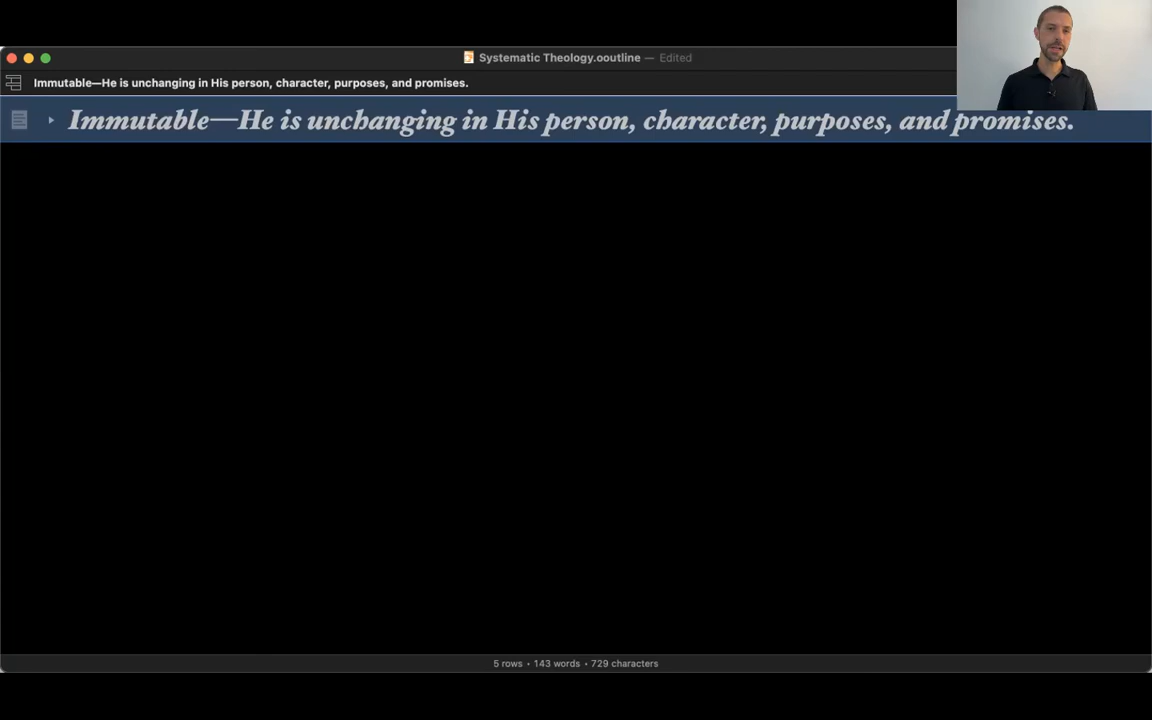 Systematic Theology.ooutline — Edited
Immutable—He is unchanging in His person, character, purposes, and promises.
Immutable—He is unchanging in His person, character, purposes, and promises.
5 rows • 143 words • 729 characters